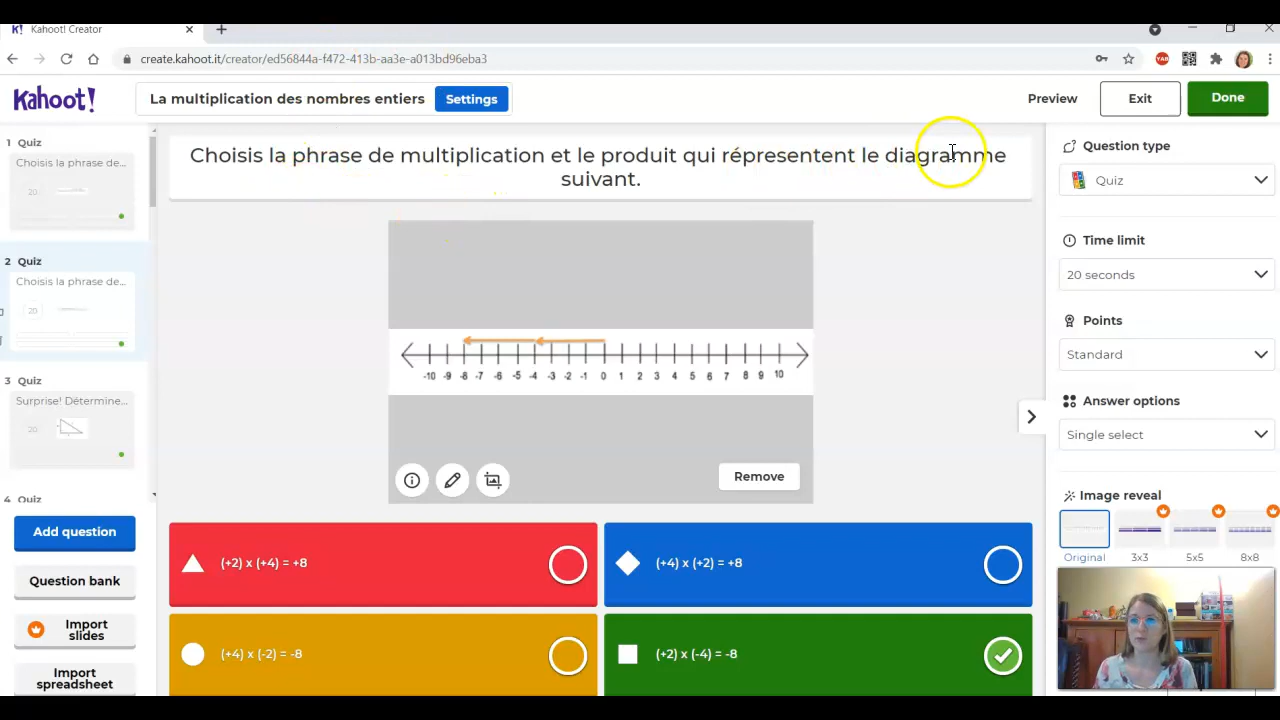 Kahoot! Creator
create.kahoot.it/creator/ed56844a-f472-413b-aa3e-a013bd96eba3
Kahoot!
La multiplication des nombres entiers
Settings
Preview
Exit
Done
1 Quiz
Choisis la phrase de...
20
2 Quiz
Choisis la phrase de...
20
3 Quiz
Surprise! Détermine...
20
4 Quiz
Add question
Question bank
Import slides
Import spreadsheet
Choisis la phrase de multiplication et le produit qui répresentent le diagramme
suivant.
-10 -9 -8 -7 -6 -5 -4 -3 -2 -1 0 1 2 3 4 5 6 7 8 9 10
Remove
(+2) x (+4) = +8
(+4) x (+2) = +8
(+4) x (-2) = -8
(+2) x (-4) = -8
Question type
Quiz
Time limit
20 seconds
Points
Standard
Answer options
Single select
Image reveal
Original 3x3 5x5 8x8